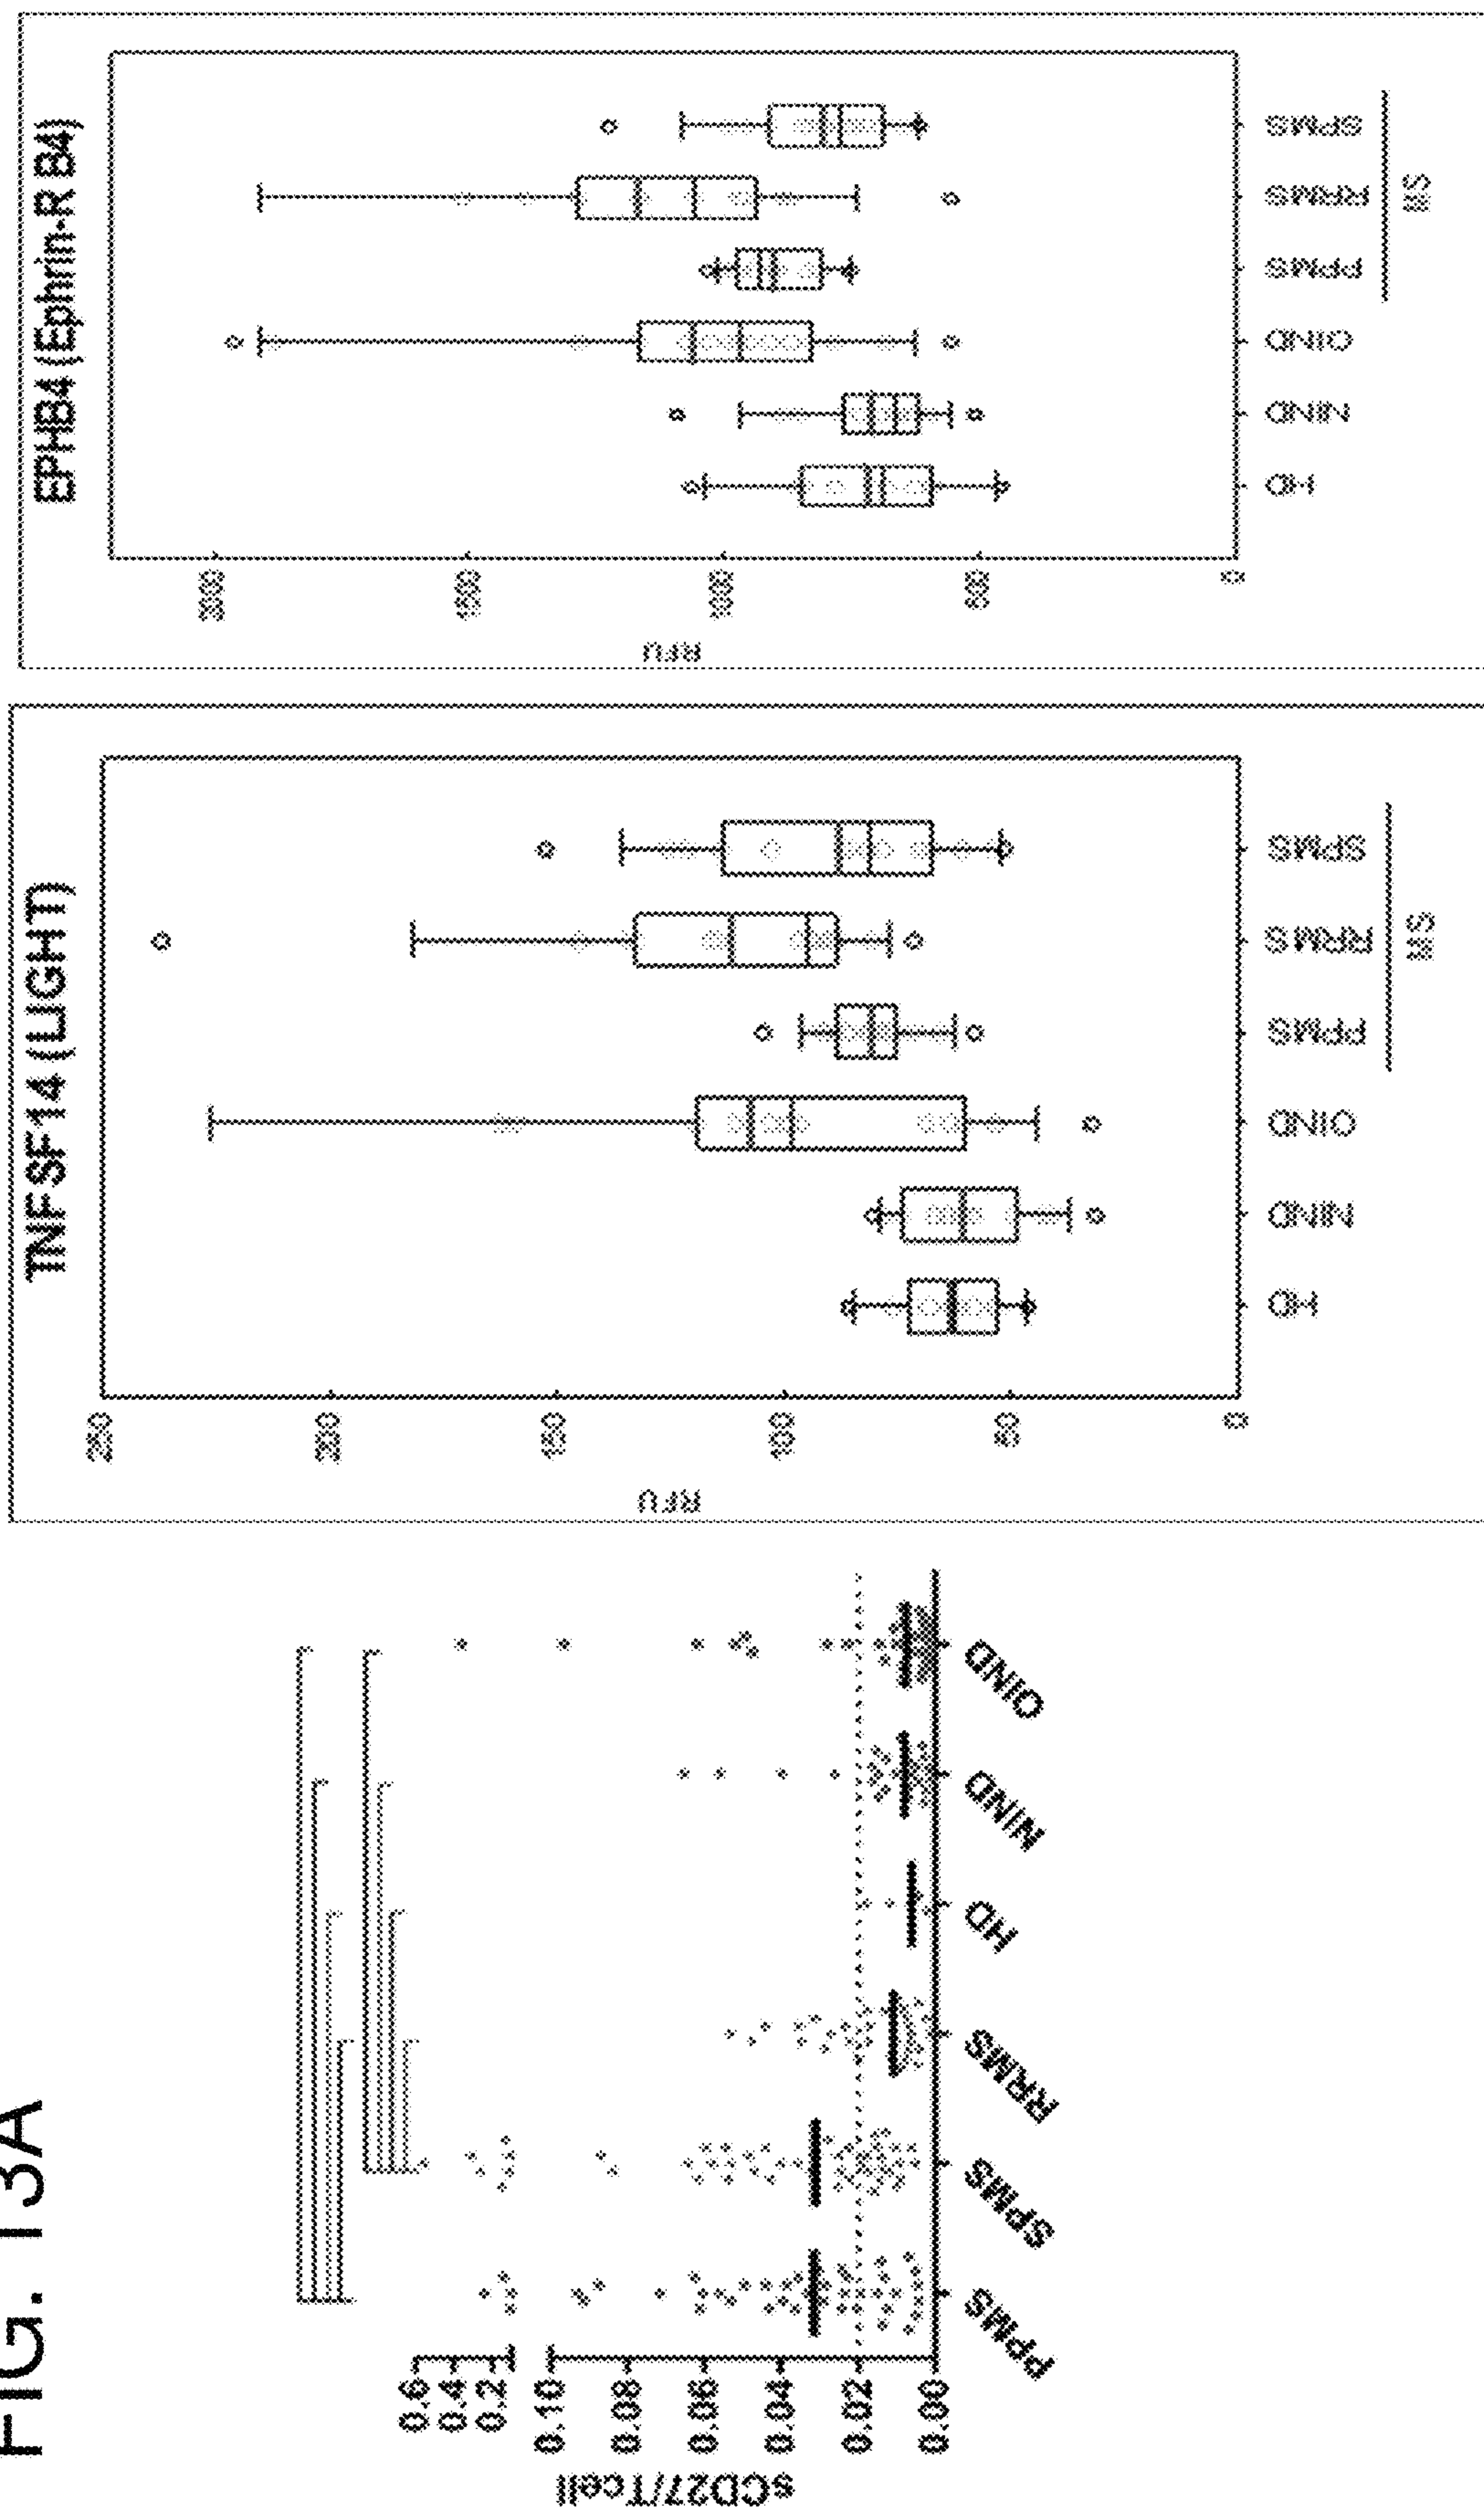 FIG. 13A
sCD27/Tcell
0.6
0.4
0.2
0.10
0.08
0.06
0.04
0.02
0.00
PPMS
SPMS
RRMS
HD
NIND
OIND
TNFSF14 (LIGHT)
RFU
250
200
150
100
50
0
HD
NIND
OIND
PPMS
RRMS
SPMS
MS
EPHB4 (Ephrin-R B4)
RFU
2000
1500
1000
500
0
HD
NIND
OIND
PPMS
RRMS
SPMS
MS